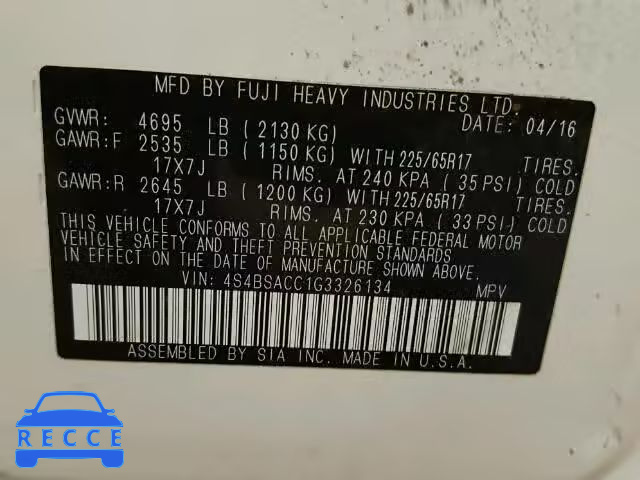 MFD BY FUJI HEAVY INDUSTRIES LTD.
GVWR: 4695 LB (2130 KG) DATE: 04/16
GAWR:F 2535 LB (1150 KG) WITH 225/65R17 TIRES.
17X7J RIMS. AT 240 KPA (35 PSI) COLD
GAWR:R 2645 LB (1200 KG) WITH 225/65R17 TIRES.
17X7J RIMS. AT 230 KPA (33 PSI) COLD
THIS VEHICLE CONFORMS TO ALL APPLICABLE FEDERAL MOTOR
VEHICLE SAFETY AND THEFT PREVENTION STANDARDS
IN EFFECT ON THE DATE OF MANUFACTURE SHOWN ABOVE.
VIN: 4S4BSACC1G3326134 MPV
ASSEMBLED BY SIA INC. MADE IN U.S.A.
RECCE